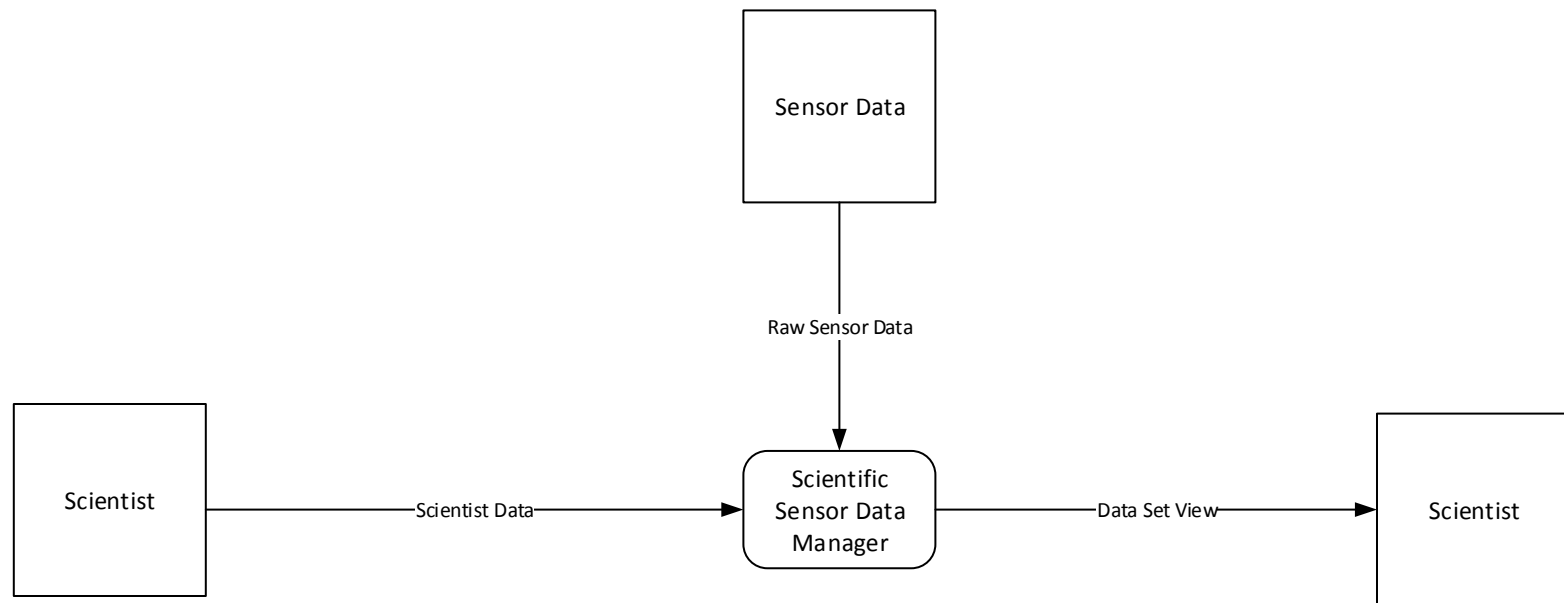 Sensor Data
Raw Sensor Data
Scientist
Scientist Data
Scientific
Sensor Data
Manager
Data Set View
Scientist